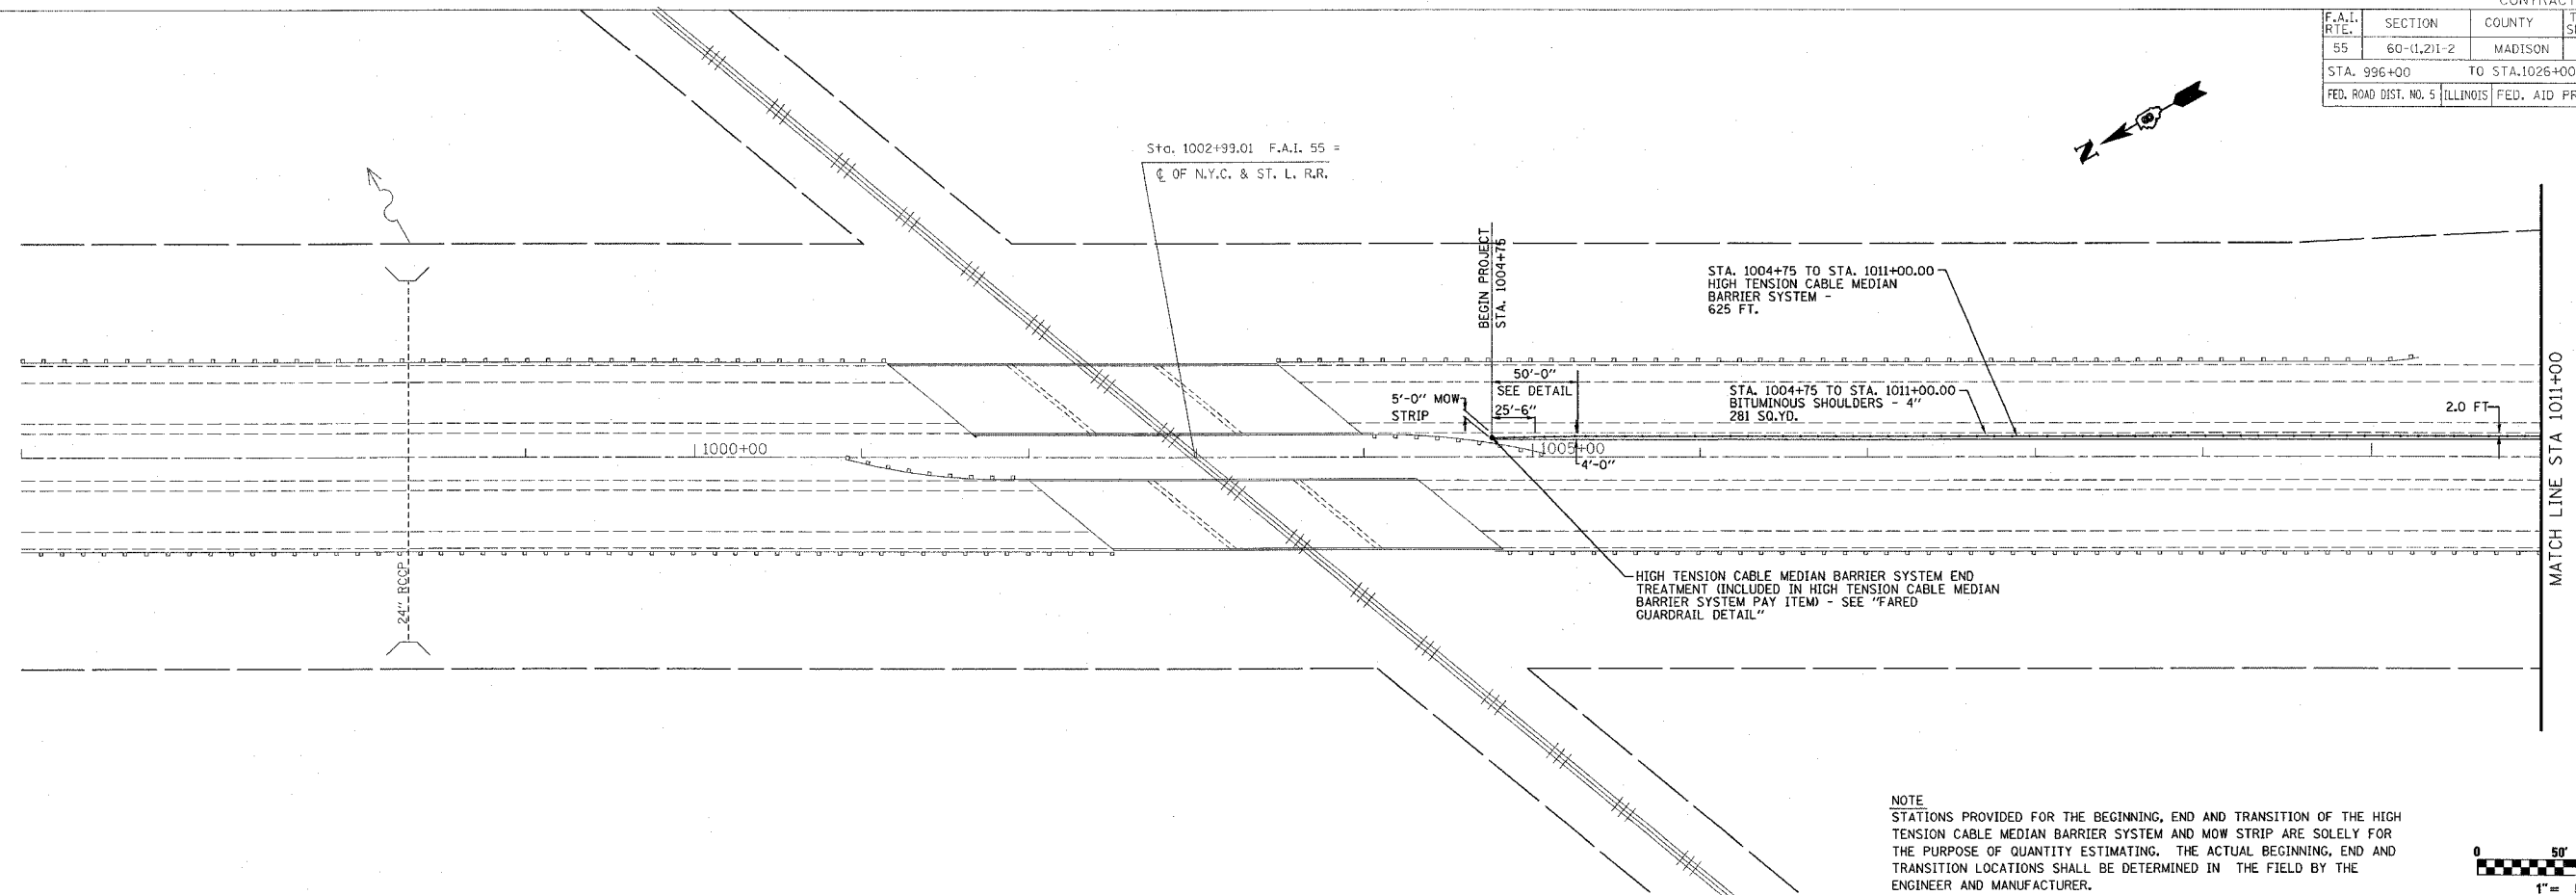 CONTRACT
F.A.I. RTE.
SECTION
COUNTY
55
60-(1,2)I-2
MADISON
STA. 996+00 TO STA.1026+00
FED. ROAD DIST. NO. 5 ILLINOIS FED. AID PR
N
Sta. 1002+99.01 F.A.I. 55 =
℄ OF N.Y.C. & ST. L. R.R.
BEGIN PROJECT
STA. 1004+75
STA. 1004+75 TO STA. 1011+00.00
HIGH TENSION CABLE MEDIAN
BARRIER SYSTEM -
625 FT.
50'-0"
SEE DETAIL
5'-0" MOW
STRIP
25'-6"
STA. 1004+75 TO STA. 1011+00.00
BITUMINOUS SHOULDERS - 4"
281 SQ.YD.
2.0 FT
1000+00
1005+00
4'-0"
MATCH LINE STA 1011+00
24" RCCP
HIGH TENSION CABLE MEDIAN BARRIER SYSTEM END
TREATMENT (INCLUDED IN HIGH TENSION CABLE MEDIAN
BARRIER SYSTEM PAY ITEM) - SEE "FARED
GUARDRAIL DETAIL"
NOTE
STATIONS PROVIDED FOR THE BEGINNING, END AND TRANSITION OF THE HIGH
TENSION CABLE MEDIAN BARRIER SYSTEM AND MOW STRIP ARE SOLELY FOR
THE PURPOSE OF QUANTITY ESTIMATING. THE ACTUAL BEGINNING, END AND
TRANSITION LOCATIONS SHALL BE DETERMINED IN THE FIELD BY THE
ENGINEER AND MANUFACTURER.
0 50'
1"=